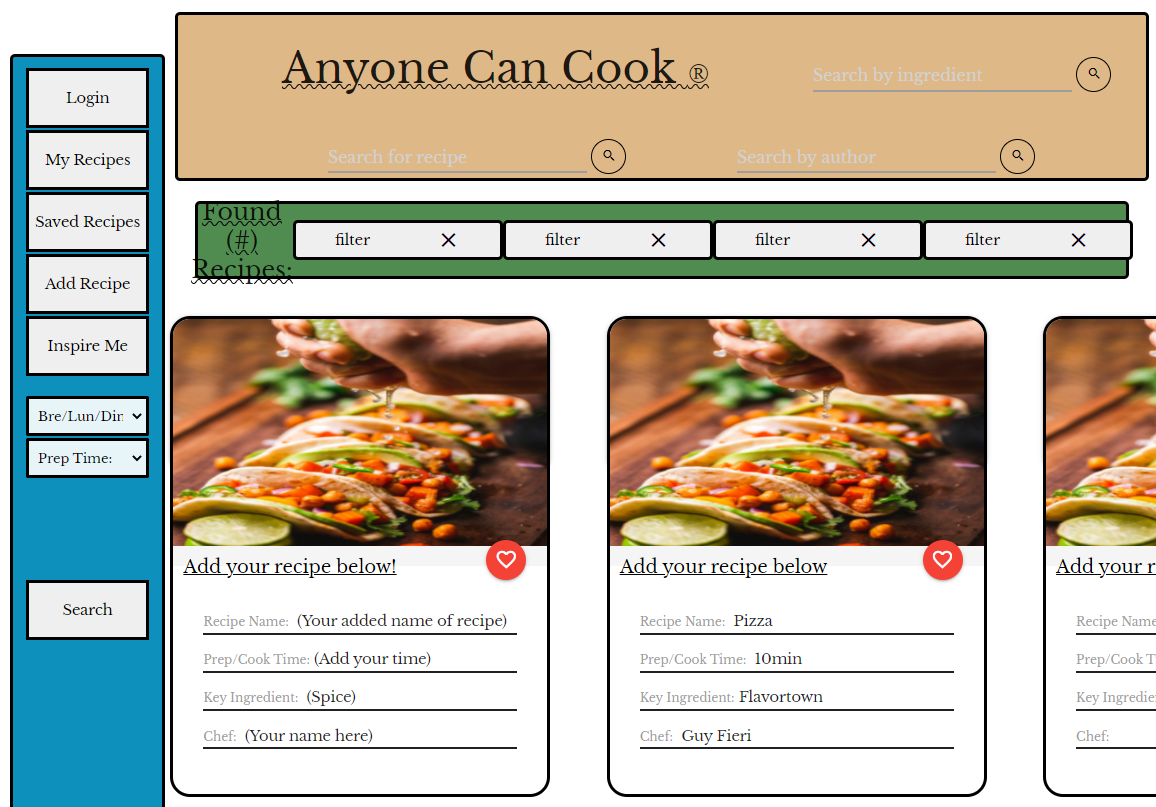 Anyone Can Cook ®
Search by ingredient
Search for recipe
Search by author
Login
My Recipes
Saved Recipes
Add Recipe
Inspire Me
Bre/Lun/Din
Prep Time:
Search
Found
(#)
Recipes:
filter
filter
filter
filter
Add your recipe below!
Recipe Name: (Your added name of recipe)
Prep/Cook Time: (Add your time)
Key Ingredient: (Spice)
Chef: (Your name here)
Add your recipe below
Recipe Name: Pizza
Prep/Cook Time: 10min
Key Ingredient: Flavortown
Chef: Guy Fieri
Add your r
Recipe Name
Prep/Cook T
Key Ingredie
Chef: